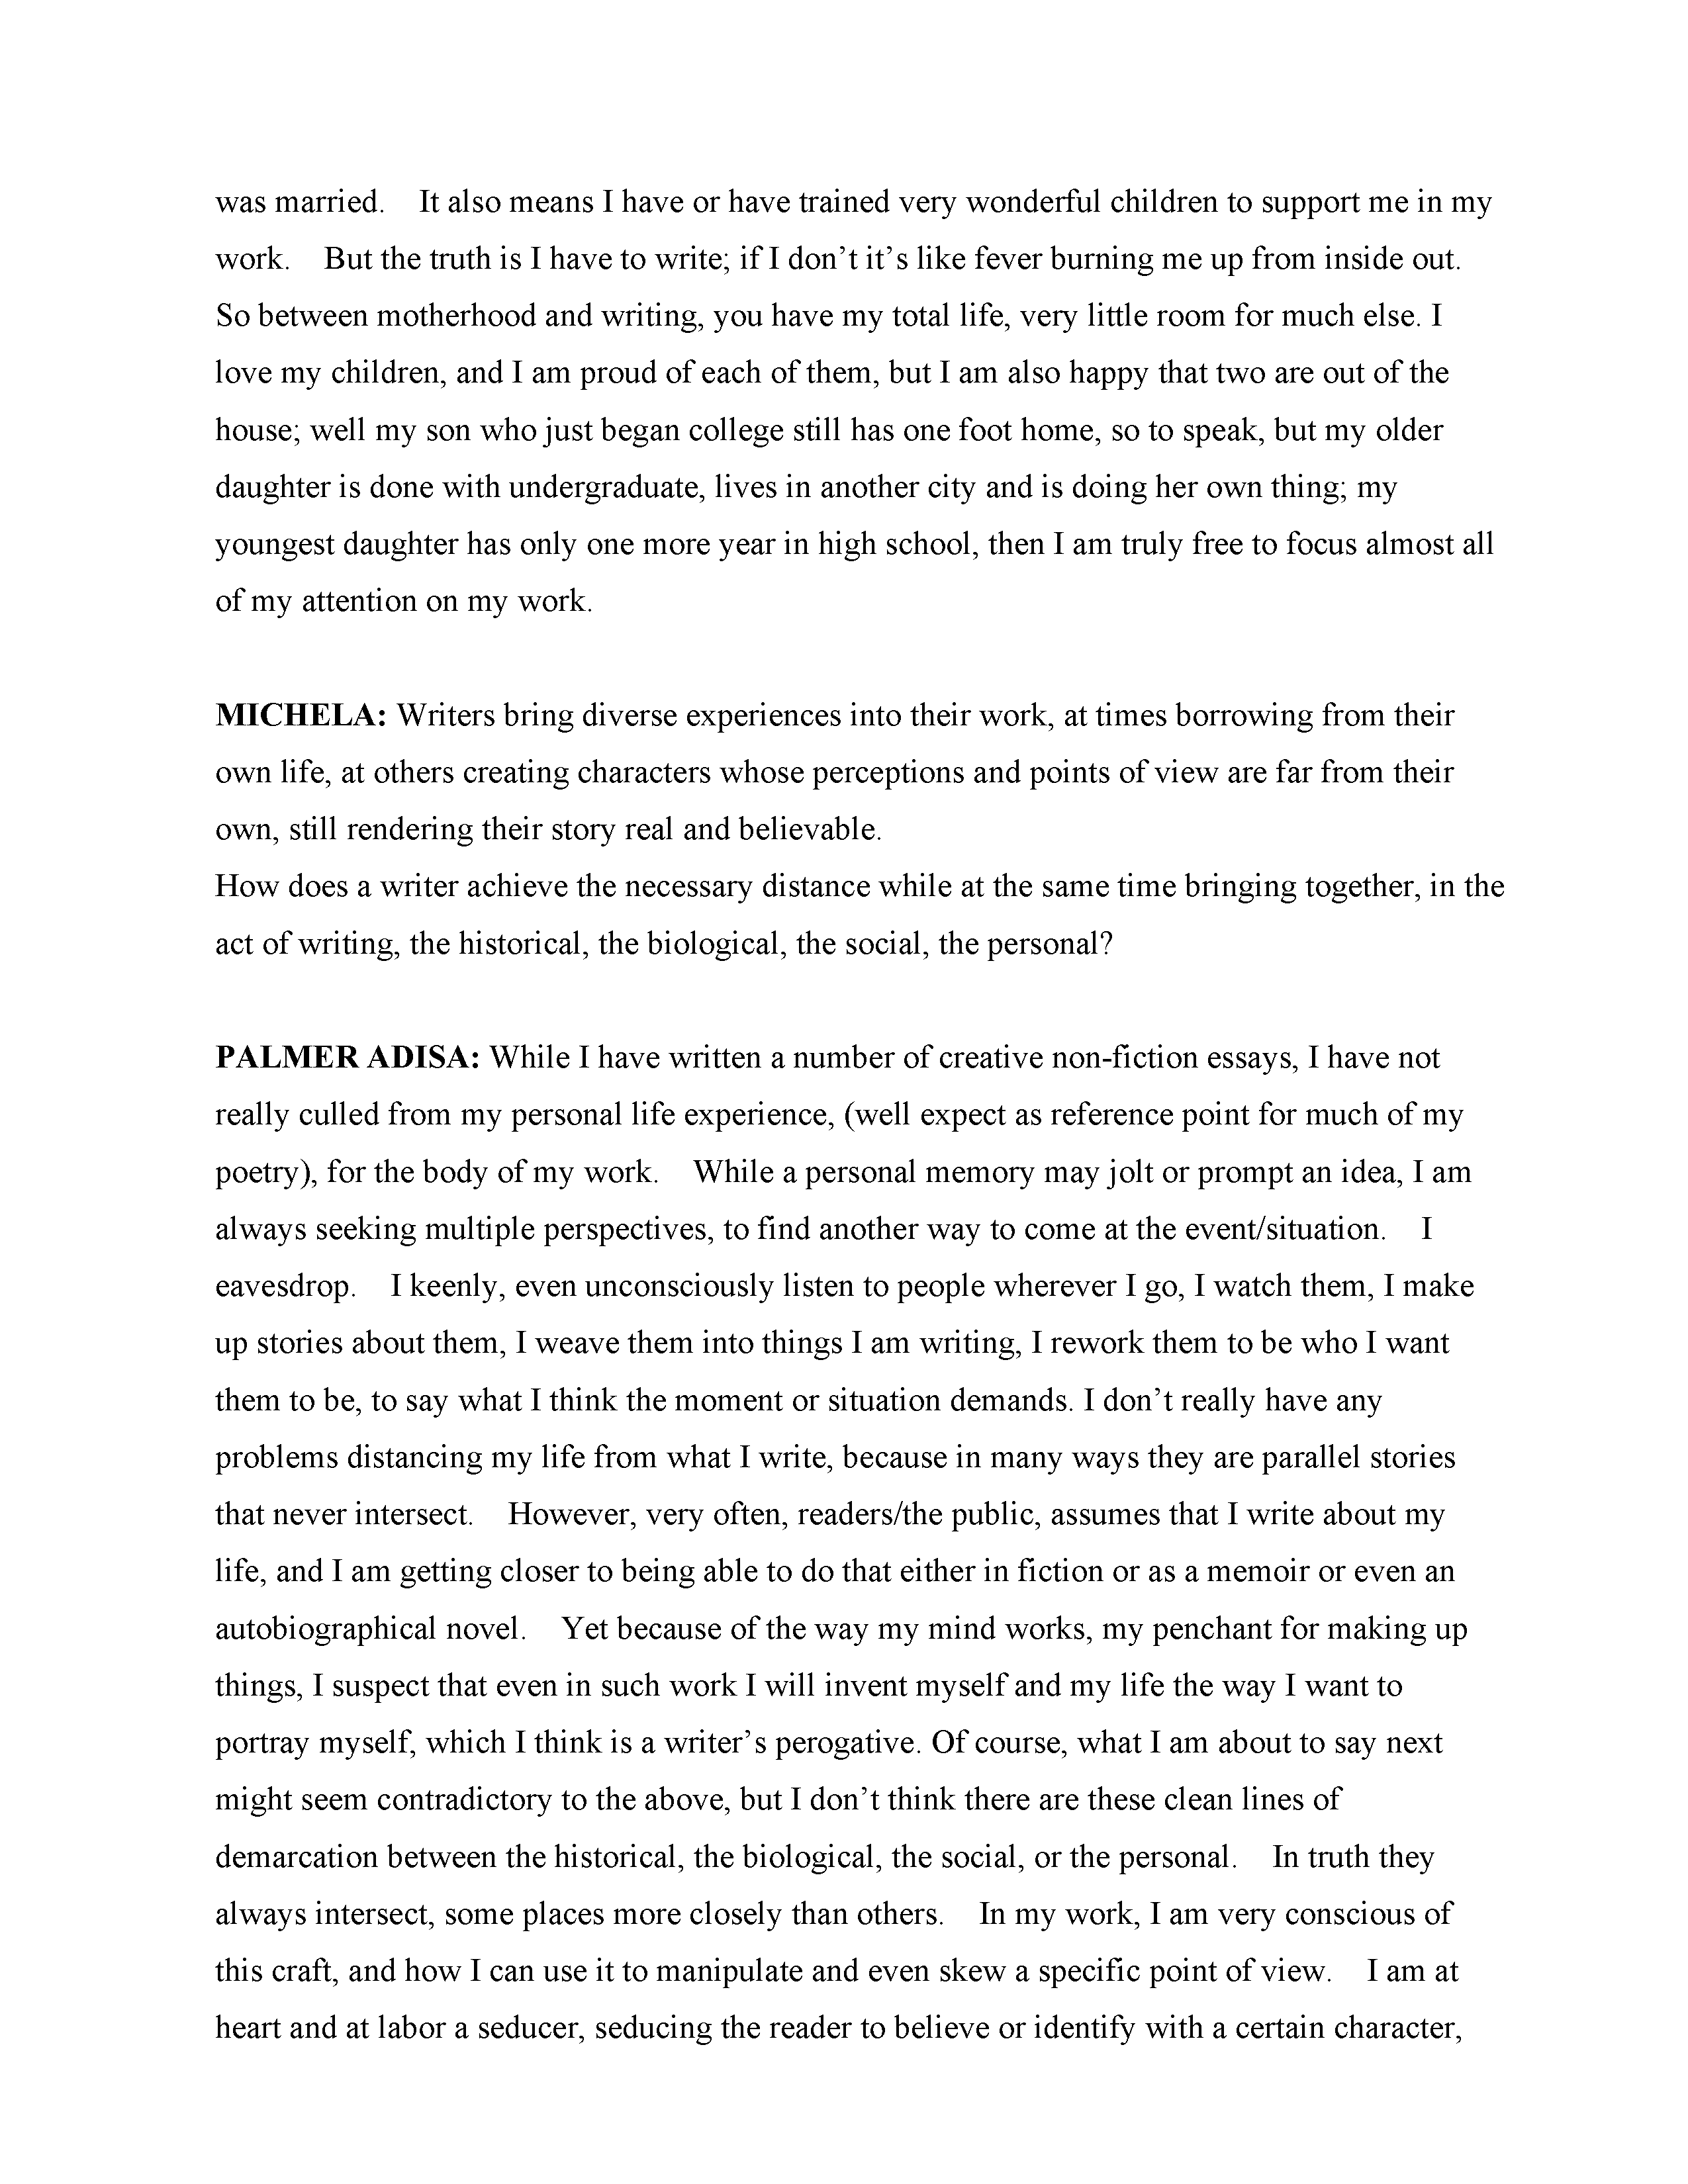 was married. It also means I have or have trained very wonderful children to support me in my
work. But the truth is I have to write; if I don’t it’s like fever burning me up from inside out.
So between motherhood and writing, you have my total life, very little room for much else. I
love my children, and I am proud of each of them, but I am also happy that two are out of the
house; well my son who just began college still has one foot home, so to speak, but my older
daughter is done with undergraduate, lives in another city and is doing her own thing; my
youngest daughter has only one more year in high school, then I am truly free to focus almost all
of my attention on my work.

MICHELA: Writers bring diverse experiences into their work, at times borrowing from their
own life, at others creating characters whose perceptions and points of view are far from their
own, still rendering their story real and believable.
How does a writer achieve the necessary distance while at the same time bringing together, in the
act of writing, the historical, the biological, the social, the personal?

PALMER ADISA: While I have written a number of creative non-fiction essays, I have not
really culled from my personal life experience, (well expect as reference point for much of my
poetry), for the body of my work. While a personal memory may jolt or prompt an idea, I am
always seeking multiple perspectives, to find another way to come at the event/situation. I
eavesdrop. I keenly, even unconsciously listen to people wherever I go, I watch them, I make
up stories about them, I weave them into things I am writing, I rework them to be who I want
them to be, to say what I think the moment or situation demands. I don’t really have any
problems distancing my life from what I write, because in many ways they are parallel stories
that never intersect. However, very often, readers/the public, assumes that I write about my
life, and I am getting closer to being able to do that either in fiction or as a memoir or even an
autobiographical novel. Yet because of the way my mind works, my penchant for making up
things, I suspect that even in such work I will invent myself and my life the way I want to
portray myself, which I think is a writer’s perogative. Of course, what I am about to say next
might seem contradictory to the above, but I don’t think there are these clean lines of
demarcation between the historical, the biological, the social, or the personal. In truth they
always intersect, some places more closely than others. In my work, I am very conscious of
this craft, and how I can use it to manipulate and even skew a specific point of view. I am at
heart and at labor a seducer, seducing the reader to believe or identify with a certain character,